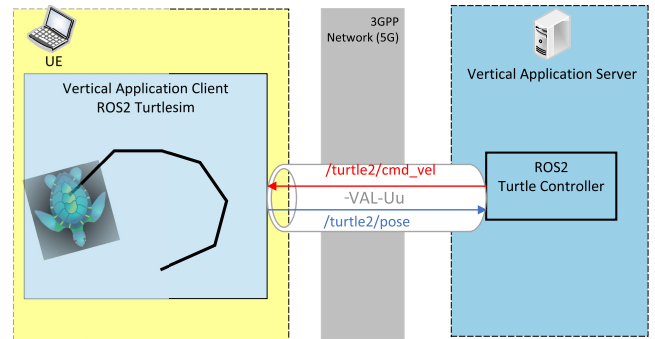 3GPP
Network (5G)
UE
Vertical Application Server
Vertical Application Client
ROS2 Turtlesim
/turtle2/cmd_vel
ROS2
Turtle Controller
-VAL-Uu
/turtle2/pose